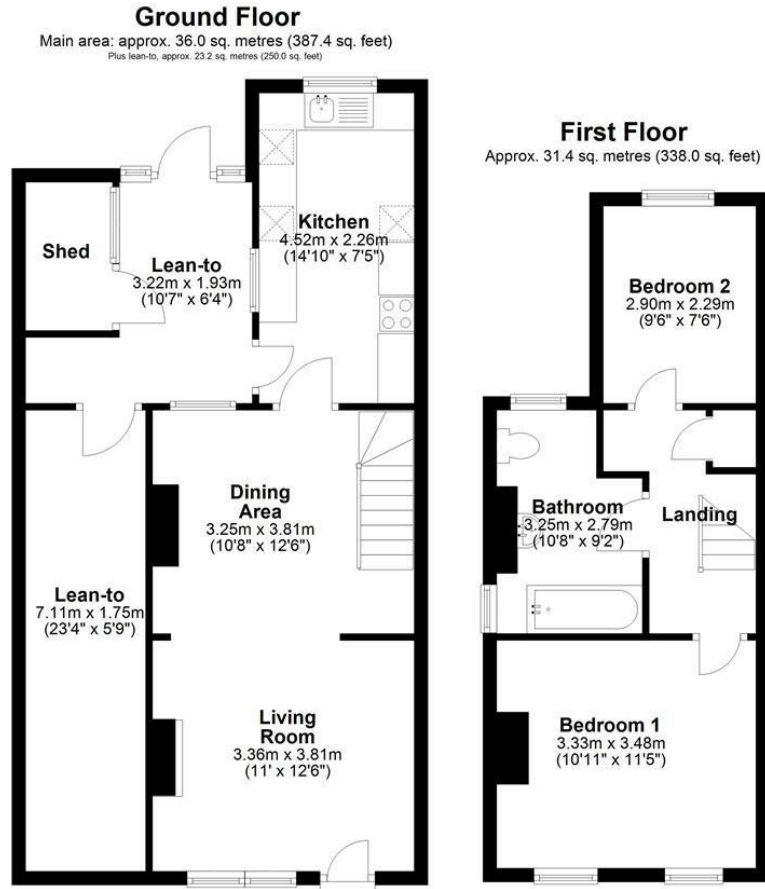 Ground Floor
Main area: approx. 36.0 sq. metres (387.4 sq. feet)
Plus lean-to, approx. 23.2 sq. metres (250.0 sq. feet)
Kitchen
4.52m x 2.26m
(14'10" x 7'5")
Shed
Lean-to
3.22m x 1.93m
(10'7" x 6'4")
Dining
Area
3.25m x 3.81m
(10'8" x 12'6")
Lean-to
7.11m x 1.75m
(23'4" x 5'9")
Living
Room
3.36m x 3.81m
(11' x 12'6")
First Floor
Approx. 31.4 sq. metres (338.0 sq. feet)
Bedroom 2
2.90m x 2.29m
(9'6" x 7'6")
Bathroom
3.25m x 2.79m
(10'8" x 9'2")
Landing
Bedroom 1
3.33m x 3.48m
(10'11" x 11'5")